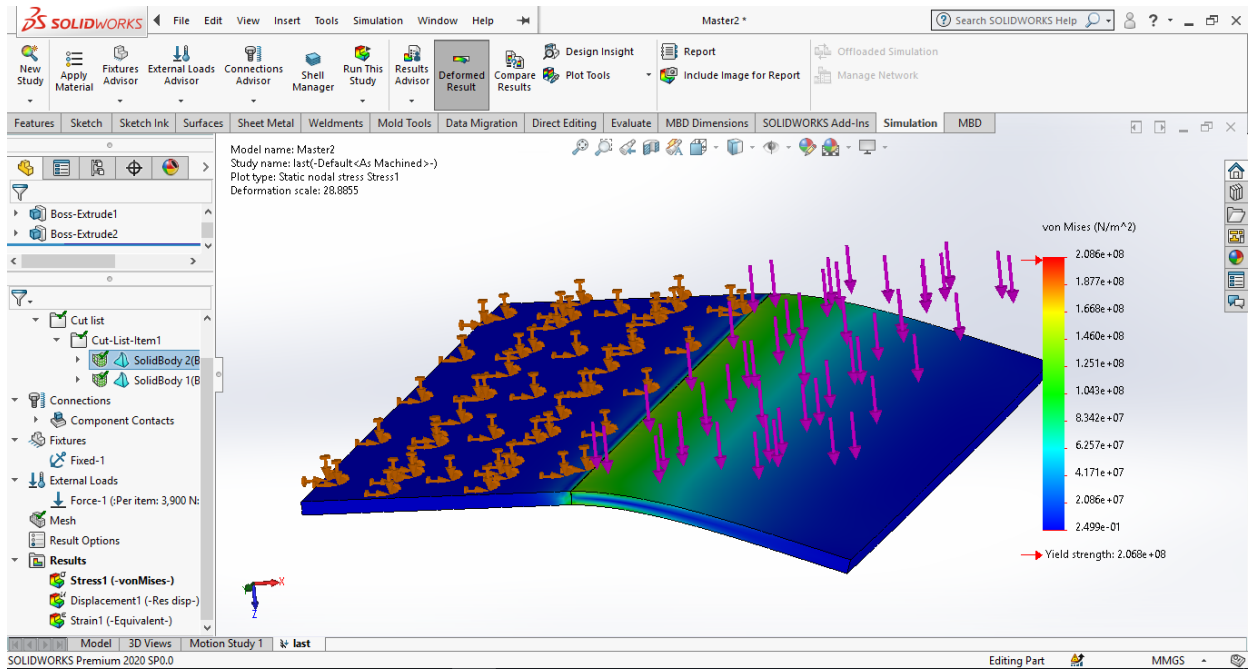 SOLIDWORKS
File Edit View Insert Tools Simulation Window Help
Master2 *
Search SOLIDWORKS Help
?
New Study
Apply Material
Fixtures Advisor
External Loads Advisor
Connections Advisor
Shell Manager
Run This Study
Results Advisor
Deformed Result
Compare Results
Design Insight
Plot Tools
Report
Include Image for Report
Offloaded Simulation
Manage Network
Features Sketch Sketch Ink Surfaces Sheet Metal Weldments Mold Tools Data Migration Direct Editing Evaluate MBD Dimensions SOLIDWORKS Add-Ins Simulation MBD
Boss-Extrude1
Boss-Extrude2
Cut list
Cut-List-Item1
SolidBody 2(B
SolidBody 1(B
Connections
Component Contacts
Fixtures
Fixed-1
External Loads
Force-1 (:Per item: 3,900 N:
Mesh
Result Options
Results
Stress1 (-vonMises-)
Displacement1 (-Res disp-)
Strain1 (-Equivalent-)
Model name: Master2
Study name: last(-Default<As Machined>-)
Plot type: Static nodal stress Stress1
Deformation scale: 28.8855
von Mises (N/m^2)
2.086e+08
1.877e+08
1.668e+08
1.460e+08
1.251e+08
1.043e+08
8.342e+07
6.257e+07
4.171e+07
2.086e+07
2.499e-01
Yield strength: 2.068e+08
X
Z
Model 3D Views Motion Study 1 last
SOLIDWORKS Premium 2020 SP0.0
Editing Part
MMGS